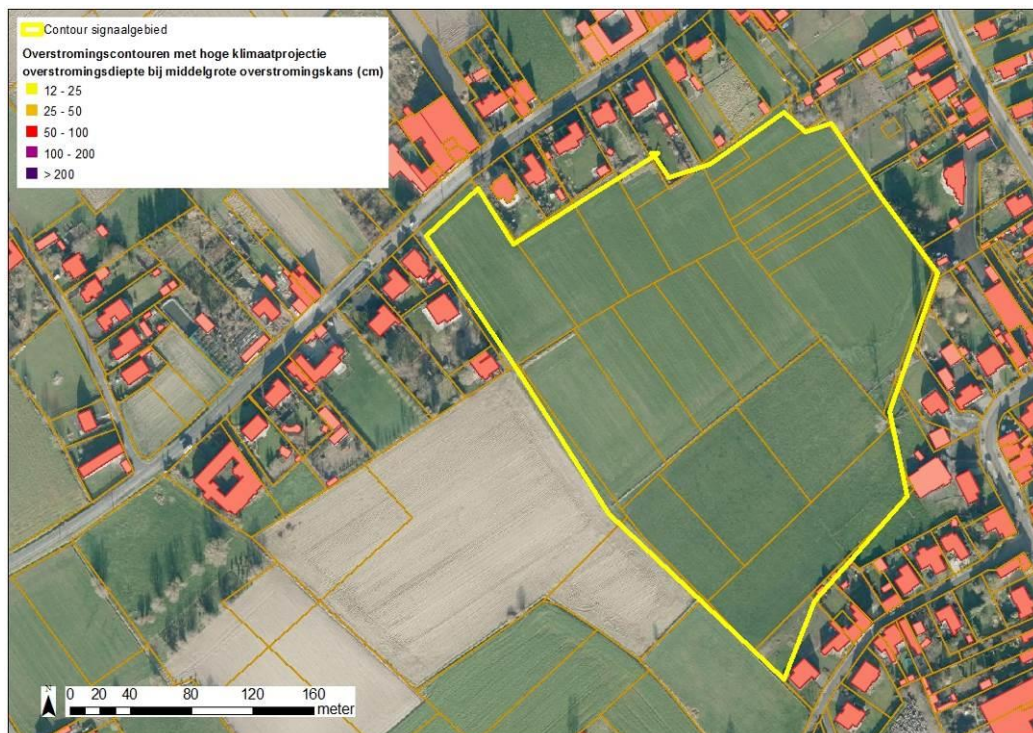 Contour signaalgebied
Overstromingscontouren met hoge klimaatprojectie
overstromingsdiepte bij middelgrote overstromingskans (cm)
12 - 25
25 - 50
50 - 100
100 - 200
> 200
N
0 20 40 80 120 160
meter